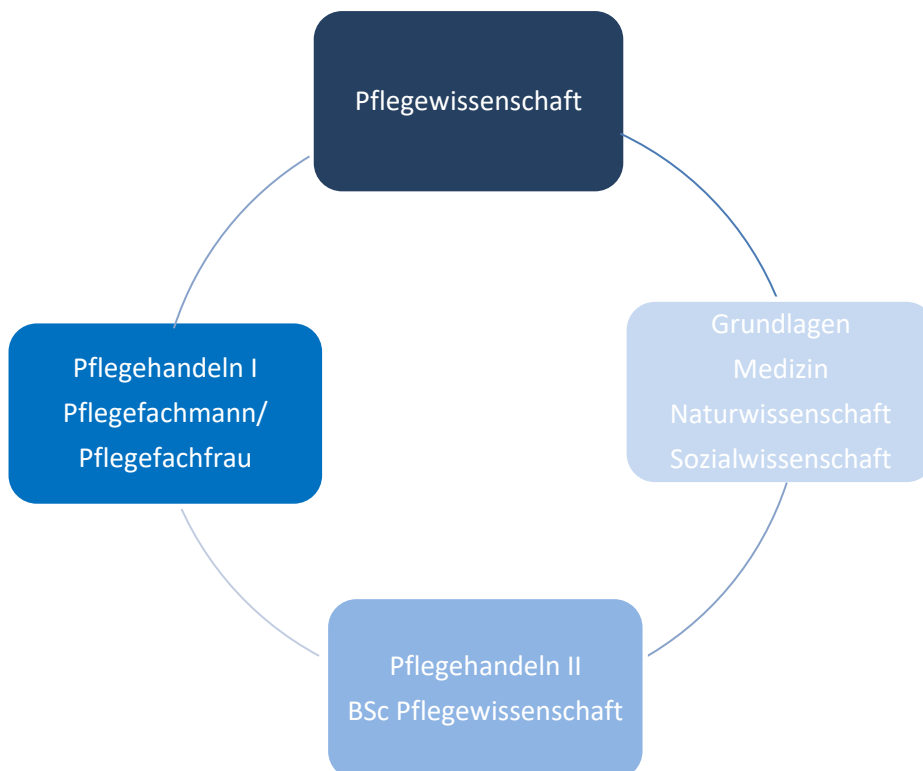 Pflegewissenschaft
Grundlagen
Medizin
Naturwissenschaft
Sozialwissenschaft
Pflegehandeln I
Pflegefachmann/
Pflegefachfrau
Pflegehandeln II
BSc Pflegewissenschaft